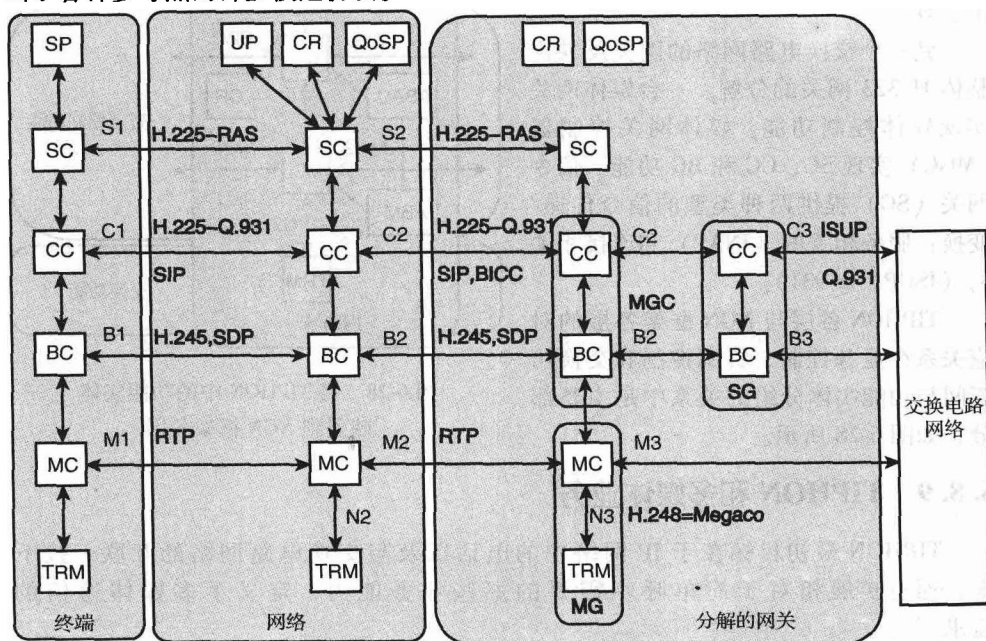 SP
UP
CR
QoSP
CR
QoSP
SC
S1
H.225-RAS
SC
S2
H.225-RAS
SC
CC
C1
H.225-Q.931
SIP
CC
C2
H.225-Q.931
SIP,BICC
CC
C2
CC
C3
ISUP
Q.931
MGC
BC
B1
H.245,SDP
BC
B2
H.245,SDP
BC
B2
BC
B3
SG
交换电路
网络
MC
M1
RTP
MC
M2
RTP
MC
M3
N2
N3
H.248=Megaco
TRM
TRM
TRM
MG
终端
网络
分解的网关